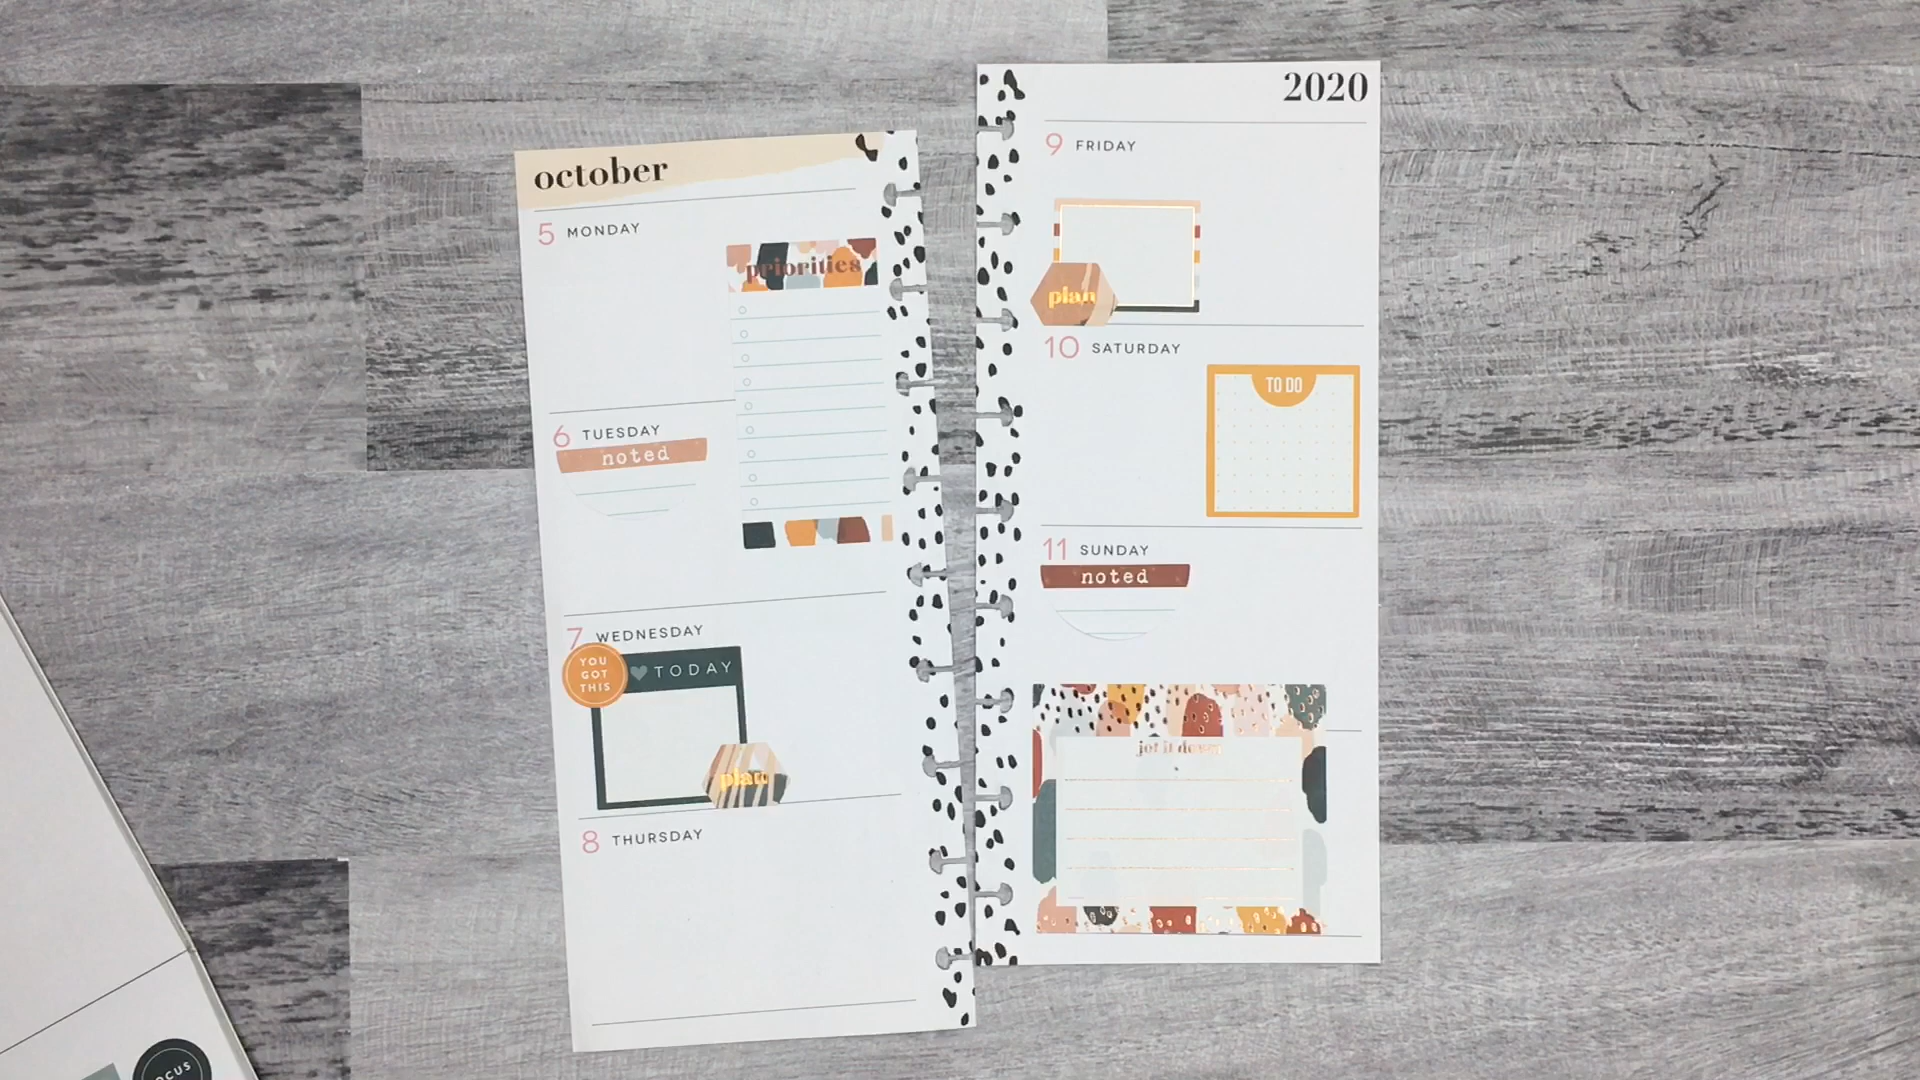 october
5 MONDAY
priorities
6 TUESDAY
noted
7 WEDNESDAY
YOU
GOT
THIS
TODAY
plan
8 THURSDAY
2020
9 FRIDAY
plan
10 SATURDAY
TO DO
11 SUNDAY
noted
jot it down